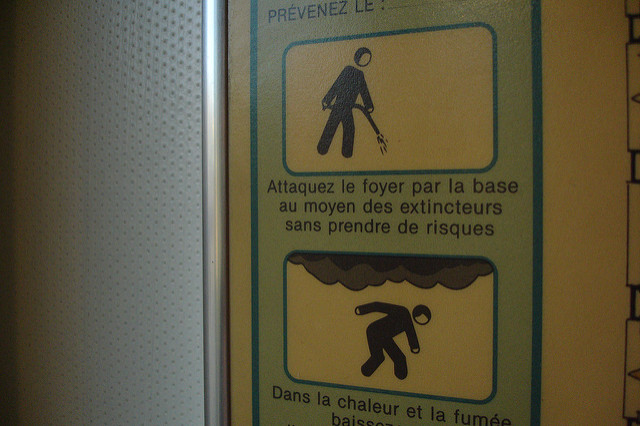 PRÉVENEZ LE :
Attaquez le foyer par la base
au moyen des extincteurs
sans prendre de risques
Dans la chaleur et la fumée